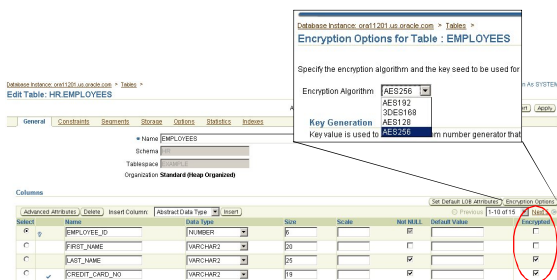 Database Instance: ora11201.us.oracle.com > Tables >
Encryption Options for Table : EMPLOYEES
Specify the encryption algorithm and the key seed to be used for
Encryption Algorithm AES256
AES192
3DES168
AES128
AES256
Key Generation
Key value is used to
m number generator that
Database Instance: ora11201.us.oracle.com > Tables >
n As SYSTEM
Edit Table: HR.EMPLOYEES
Apply
General Constraints Segments Storage Options Statistics Indexes
* Name EMPLOYEES
Schema HR
Tablespace EXAMPLE
Organization Standard (Heap Organized)
Columns
Set Default LOB Attributes Encryption Options
Advanced Attributes Delete Insert Column: Abstract Data Type Insert
Previous 1-10 of 15 Next
Select Name Data Type Size Scale Not NULL Default Value Encrypted
EMPLOYEE_ID NUMBER 6
FIRST_NAME VARCHAR2 20
LAST_NAME VARCHAR2 25
CREDIT_CARD_NO VARCHAR2 19